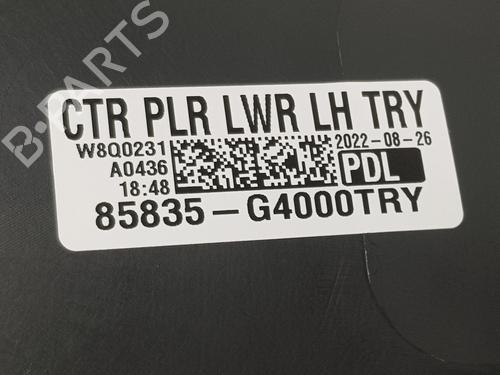 B-PARTS
CTR PLR LWR LH TRY
W8Q0231
2022-08-26
A0436
PDL
18:48
85835-G4000TRY